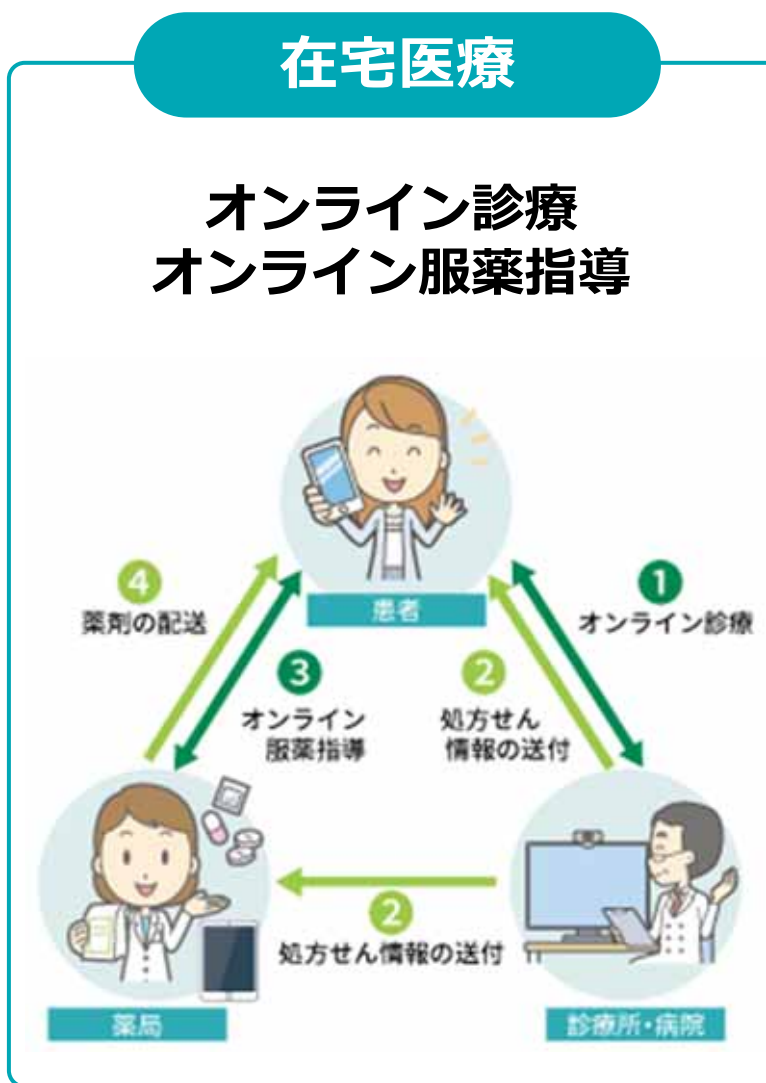 在宅医療
オンライン診療
オンライン服薬指導
患者
1
オンライン診療
2
処方せん
情報の送付
4
薬剤の配送
3
オンライン
服薬指導
2
処方せん情報の送付
薬局
診療所・病院